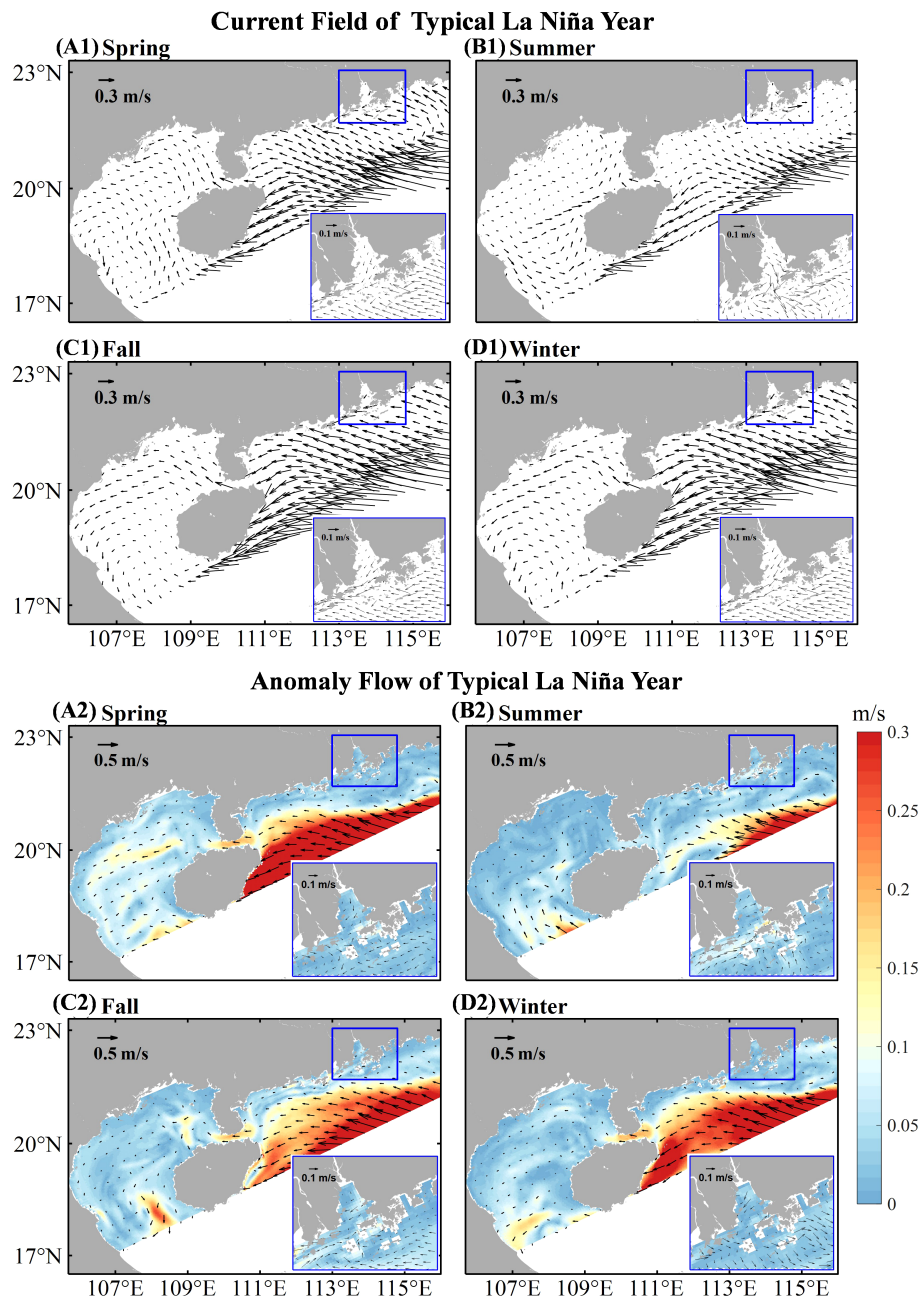 Current Field of Typical La Niña Year
(A1) Spring
(B1) Summer
23°N
0.3 m/s
0.3 m/s
20°N
0.1 m/s
0.1 m/s
17°N
(C1) Fall
(D1) Winter
23°N
0.3 m/s
0.3 m/s
20°N
0.1 m/s
0.1 m/s
17°N
107°E 109°E 111°E 113°E 115°E
107°E 109°E 111°E 113°E 115°E
Anomaly Flow of Typical La Niña Year
(A2) Spring
(B2) Summer
m/s
23°N
0.5 m/s
0.5 m/s
0.3
0.25
20°N
0.1 m/s
0.1 m/s
0.2
17°N
(C2) Fall
(D2) Winter
0.15
23°N
0.5 m/s
0.5 m/s
0.1
20°N
0.1 m/s
0.1 m/s
0.05
0
17°N
107°E 109°E 111°E 113°E 115°E
107°E 109°E 111°E 113°E 115°E